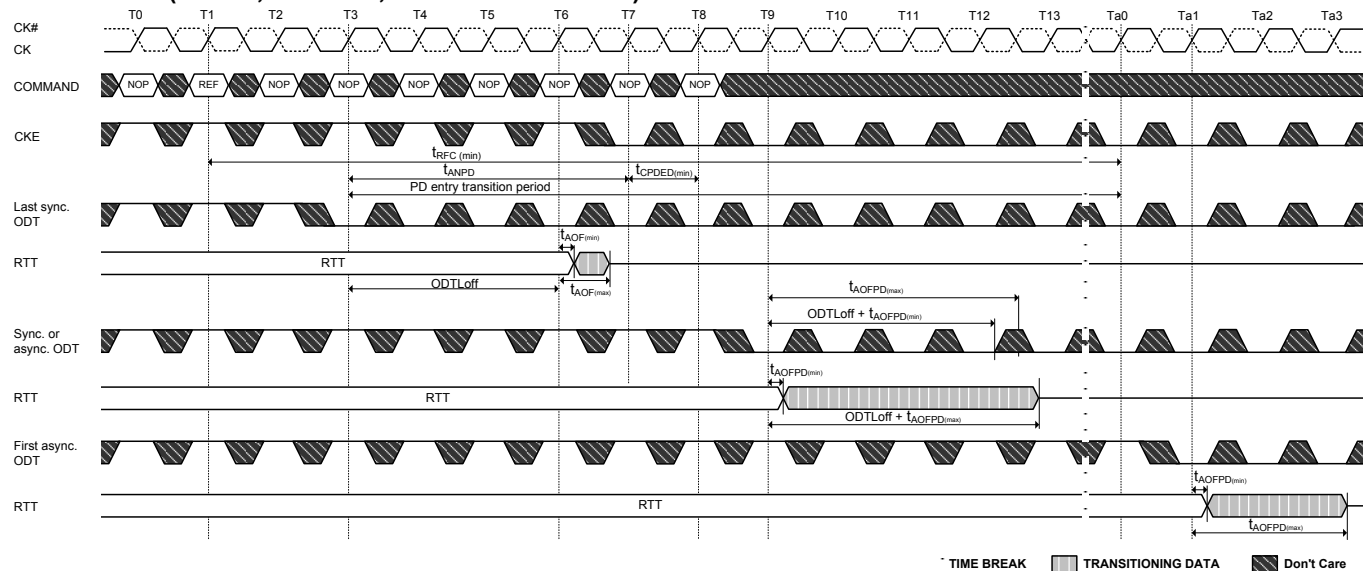 T0 T1 T2 T3 T4 T5 T6 T7 T8 T9 T10 T11 T12 T13 Ta0 Ta1 Ta2 Ta3
CK#
CK
COMMAND NOP REF NOP NOP NOP NOP NOP NOP NOP
CKE
tRFC (min)
tANPD tCPDED(min)
PD entry transition period
Last sync.
ODT
tAOF(min)
RTT RTT
ODTLoff tAOF(max)
tAOFPD(max)
ODTLoff + tAOFPD(min)
Sync. or
async. ODT
tAOFPD(min)
RTT RTT
ODTLoff + tAOFPD(max)
First async.
ODT
tAOFPD(min)
RTT RTT
tAOFPD(max)
TIME BREAK TRANSITIONING DATA Don't Care